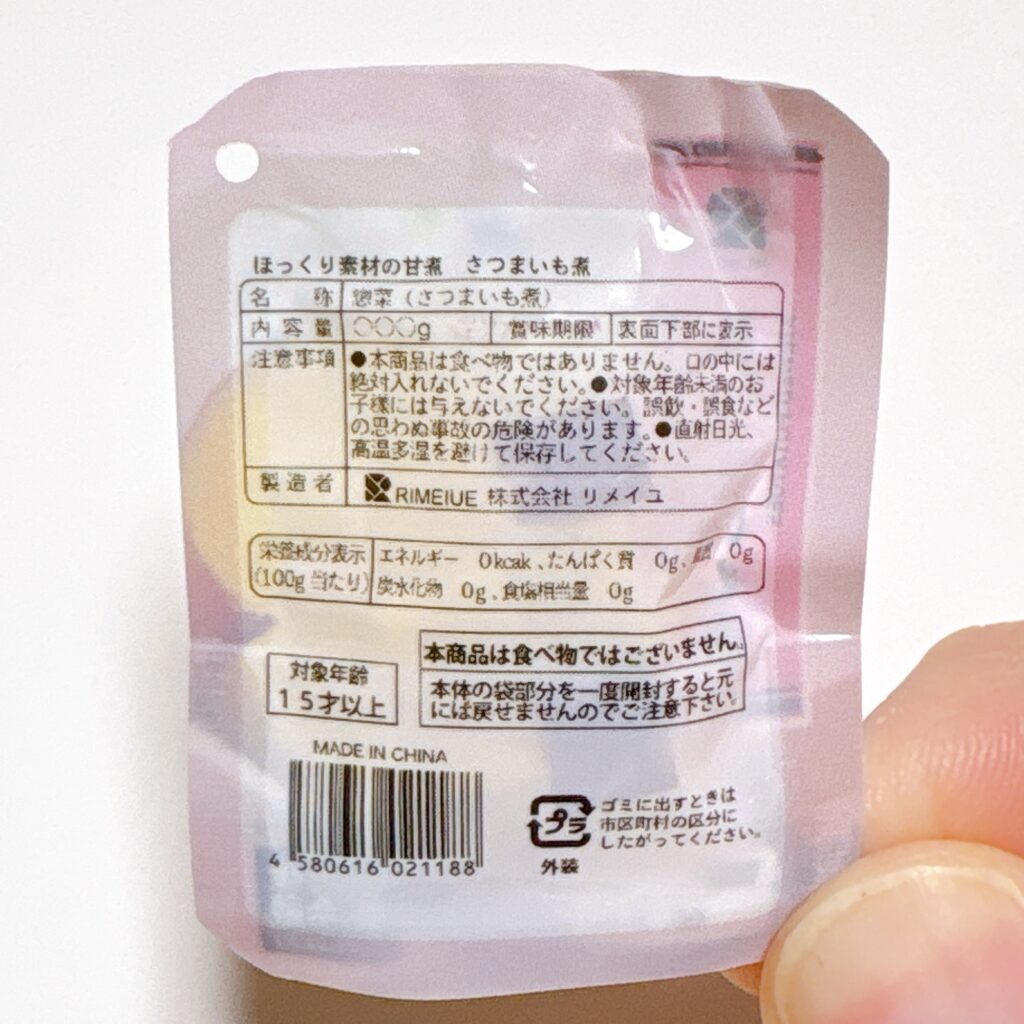 ほっくり素材の甘煮 さつまいも煮
名称 惣菜（さつまいも煮）
内容量 〇〇〇g 賞味期限 表面下部に表示
注意事項 ●本商品は食べ物ではありません。口の中には
絶対入れないでください。●対象年齢未満のお
子様には与えないでください。誤飲・誤食など
の思わぬ事故の危険があります。●直射日光、
高温多湿を避けて保存してください。
製造者 RIMEIUE 株式会社 リメイユ
栄養成分表示 エネルギー 0kcak、たんぱく質 0g、脂質 0g
(100g 当たり) 炭水化物 0g、食塩相当量 0g
本商品は食べ物ではございません。
本体の袋部分を一度開封すると元
には戻せませんのでご注意下さい。
対象年齢
15才以上
MADE IN CHINA
4 580616 021188
プラ
外装
ゴミに出すときは
市区町村の区分に
したがってください。